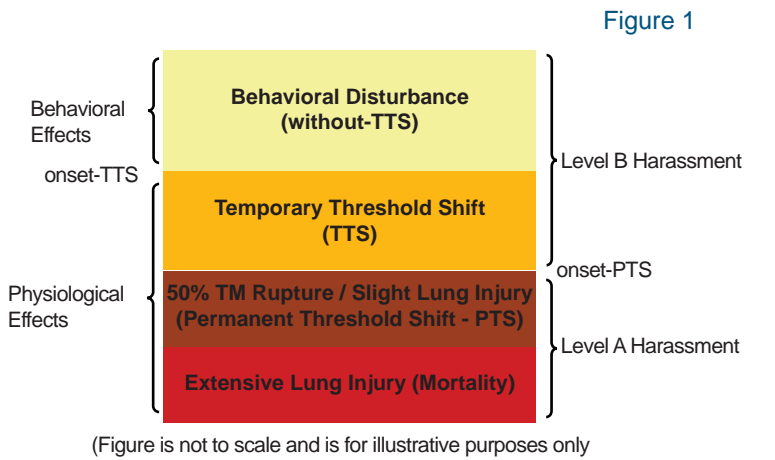 Figure 1
Behavioral Disturbance
(without-TTS)
Behavioral
Effects
onset-TTS
Level B Harassment
Temporary Threshold Shift
(TTS)
onset-PTS
Physiological
Effects
50% TM Rupture / Slight Lung Injury
(Permanent Threshold Shift - PTS)
Level A Harassment
Extensive Lung Injury (Mortality)
(Figure is not to scale and is for illustrative purposes only